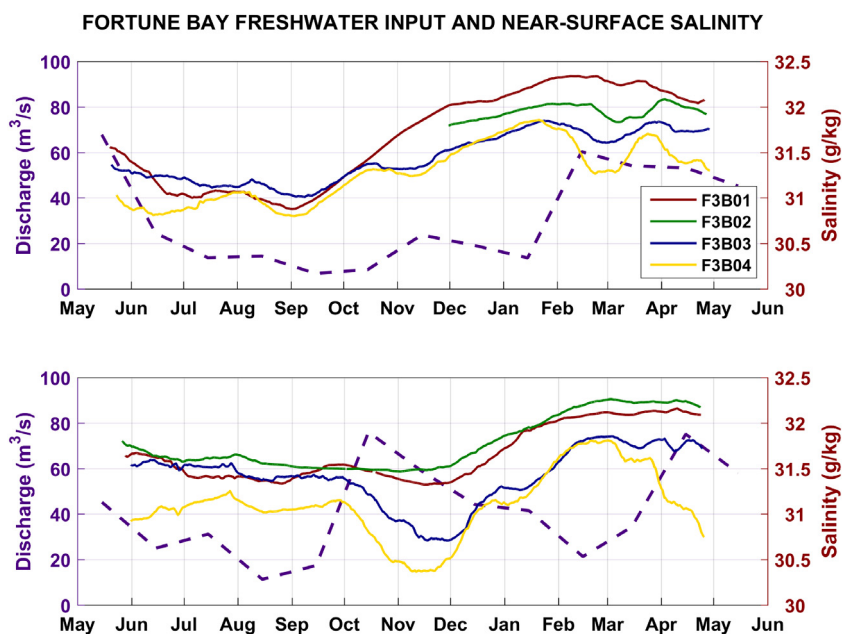 FORTUNE BAY FRESHWATER INPUT AND NEAR-SURFACE SALINITY
100
80
60
40
20
0
Discharge (m³/s)
32.5
32
31.5
31
30.5
30
Salinity (g/kg)
F3B01
F3B02
F3B03
F3B04
May Jun Jul Aug Sep Oct Nov Dec Jan Feb Mar Apr May Jun
100
80
60
40
20
0
Discharge (m³/s)
32.5
32
31.5
31
30.5
30
Salinity (g/kg)
May Jun Jul Aug Sep Oct Nov Dec Jan Feb Mar Apr May Jun